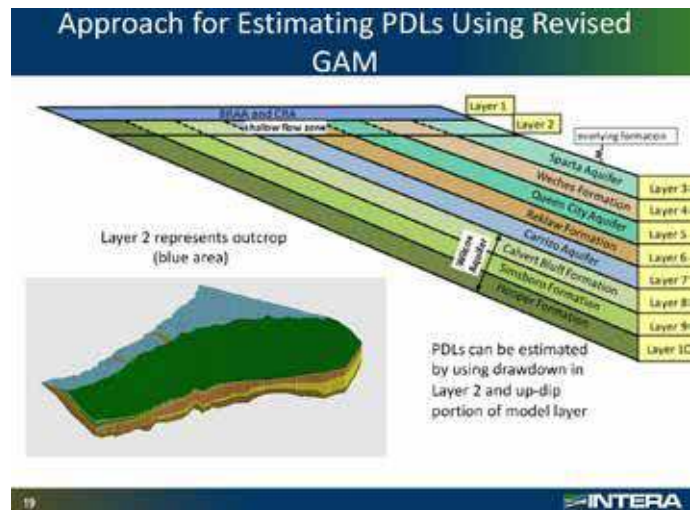 Approach for Estimating PDLs Using Revised
GAM
BRAA and CRA
shallow flow zone
Layer 1
Layer 2
overlying formation
Sparta Aquifer
Weches Formation
Queen City Aquifer
Reklaw Formation
Carrizo Aquifer
Calvert Bluff Formation
Simsboro Formation
Hooper Formation
Wilcox
Aquifer
Layer 3
Layer 4
Layer 5
Layer 6
Layer 7
Layer 8
Layer 9
Layer 10
Layer 2 represents outcrop
(blue area)
PDLs can be estimated
by using drawdown in
Layer 2 and up-dip
portion of model layer
19
INTERA